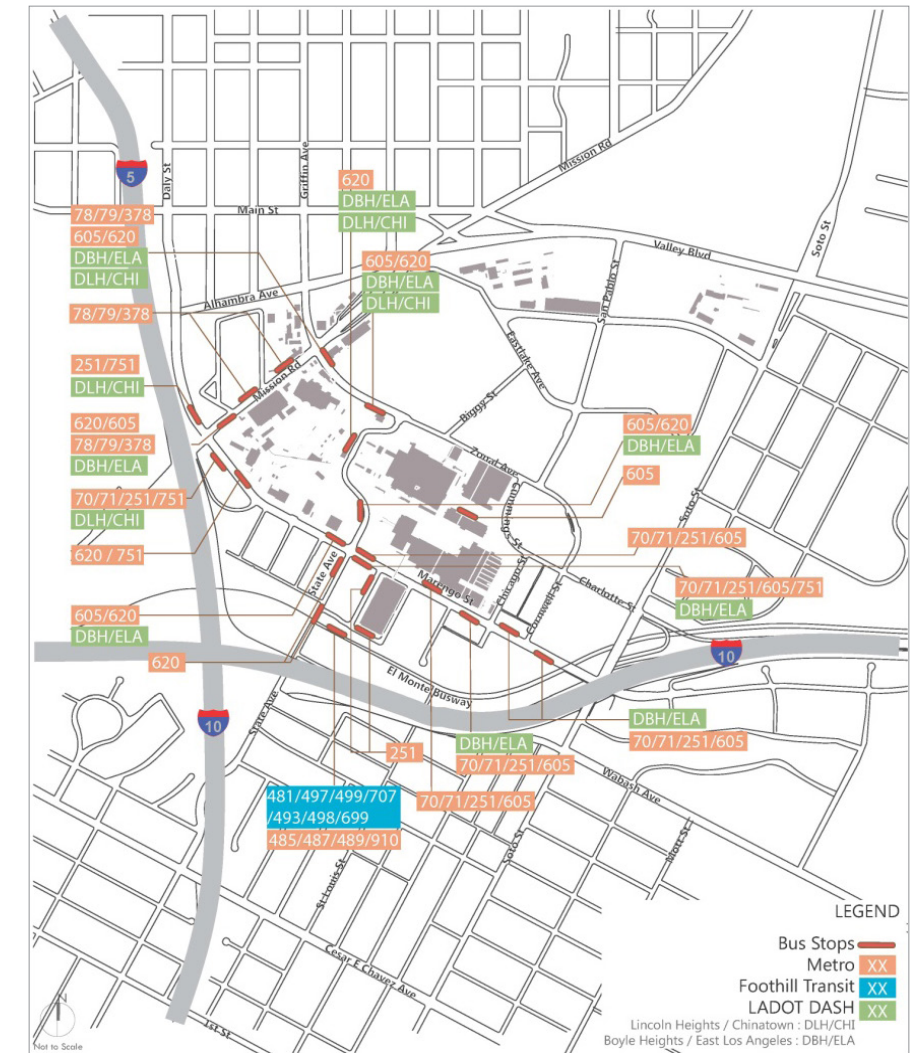 5
Daly St
Griffin Ave
Mission Rd
Soto St
78/79/378
605/620
DBH/ELA
DLH/CHI
Main St
620
DBH/ELA
DLH/CHI
Valley Blvd
605/620
DBH/ELA
DLH/CHI
San Pablo St
Alhambra Ave
78/79/378
Mission Rd
Eastlake Ave
251/751
DLH/CHI
Biggy St
620/605
78/79/378
DBH/ELA
605/620
DBH/ELA
Zonal Ave
605
70/71/251/751
DLH/CHI
Cummings St
Soto St
620 / 751
70/71/251/605
State Ave
Marengo St
Chicago St
Cornwell St
Charlotte St
70/71/251/605/751
DBH/ELA
605/620
DBH/ELA
620
10
El Monte Busway
State Ave
10
DBH/ELA
70/71/251/605
DBH/ELA
70/71/251/605
251
Wabash Ave
481/497/499/707
/493/498/699
485/487/489/910
70/71/251/605
Soto St
Mott St
St Louis St
Cesar E Chavez Ave
1st St
N
Not to Scale
LEGEND
Bus Stops
Metro XX
Foothill Transit XX
LADOT DASH XX
Lincoln Heights / Chinatown : DLH/CHI
Boyle Heights / East Los Angeles : DBH/ELA